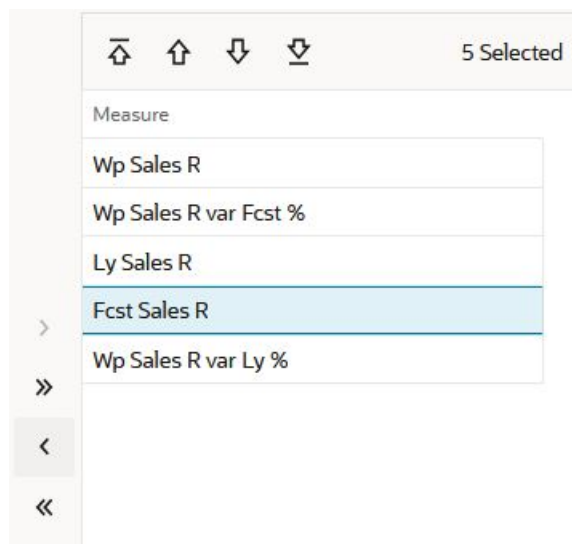 5 Selected
Measure
Wp Sales R
Wp Sales R var Fcst %
Ly Sales R
Fcst Sales R
Wp Sales R var Ly %